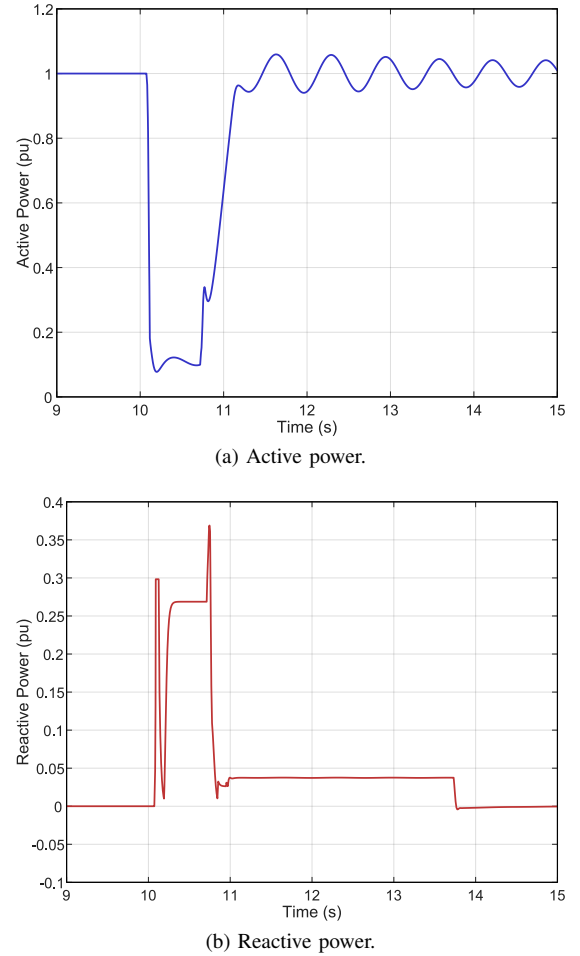 1.2
1
0.8
0.6
0.4
0.2
0
Active Power (pu)
9 10 11 12 13 14 15
Time (s)
(a) Active power.
0.4
0.35
0.3
0.25
0.2
0.15
0.1
0.05
0
-0.05
-0.1
Reactive Power (pu)
9 10 11 12 13 14 15
Time (s)
(b) Reactive power.